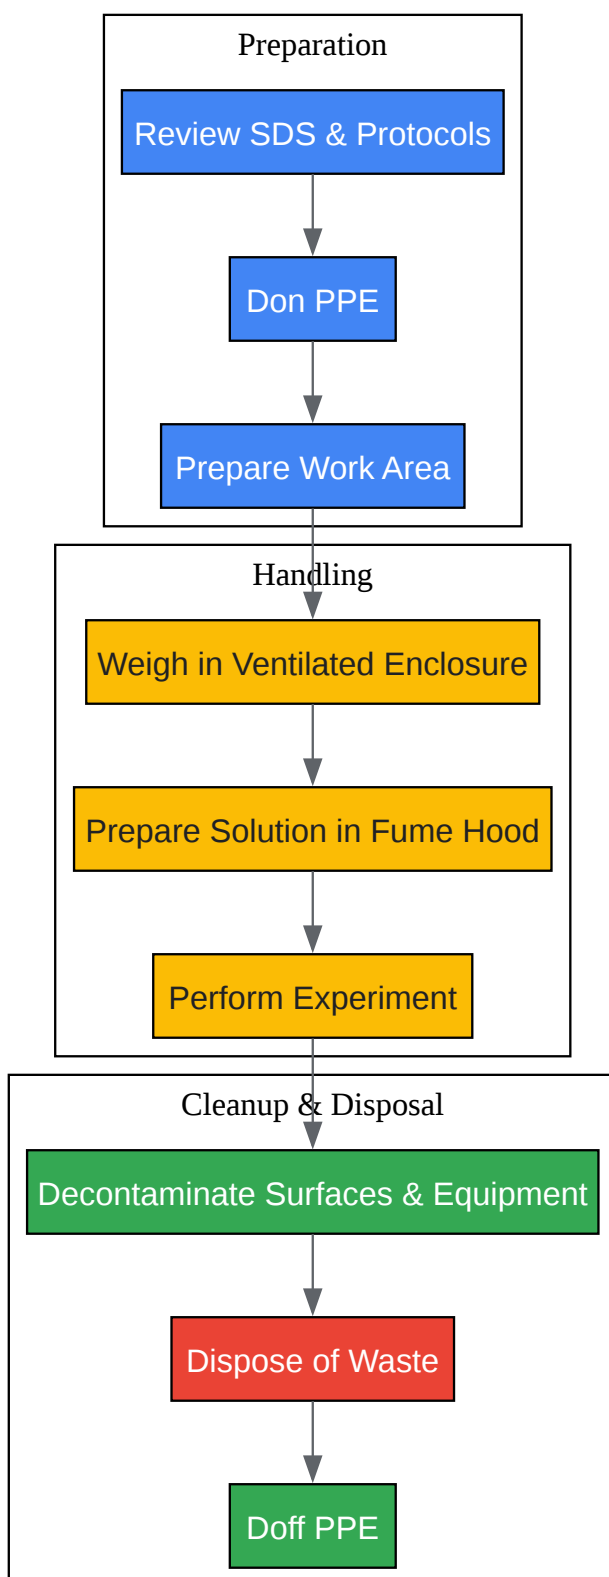 Preparation
Review SDS & Protocols
Don PPE
Prepare Work Area
Handling
Weigh in Ventilated Enclosure
Prepare Solution in Fume Hood
Perform Experiment
Cleanup & Disposal
Decontaminate Surfaces & Equipment
Dispose of Waste
Doff PPE